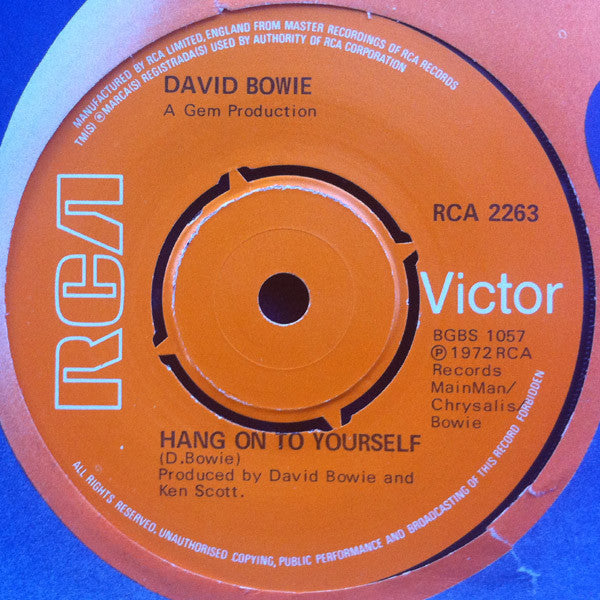 MANUFACTURED BY RCA LIMITED, ENGLAND FROM MASTER RECORDINGS OF RCA RECORDS
TM(S) ® MARCA(S) REGISTRADA(S) USED BY AUTHORITY OF RCA CORPORATION
DAVID BOWIE
A Gem Production
RCA
RCA 2263
Victor
BGBS 1057
℗ 1972 RCA
Records
MainMan/
Chrysalis/
Bowie
HANG ON TO YOURSELF
(D.Bowie)
Produced by David Bowie and
Ken Scott.
ALL RIGHTS RESERVED. UNAUTHORISED COPYING, PUBLIC PERFORMANCE AND BROADCASTING OF THIS RECORD FORBIDDEN